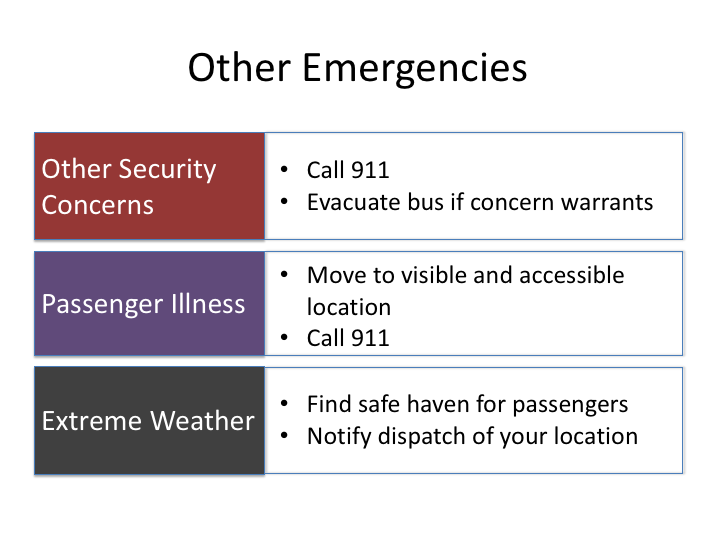 Other Emergencies
Other Security
Concerns
• Call 911
• Evacuate bus if concern warrants
Passenger Illness
• Move to visible and accessible
location
• Call 911
Extreme Weather
• Find safe haven for passengers
• Notify dispatch of your location